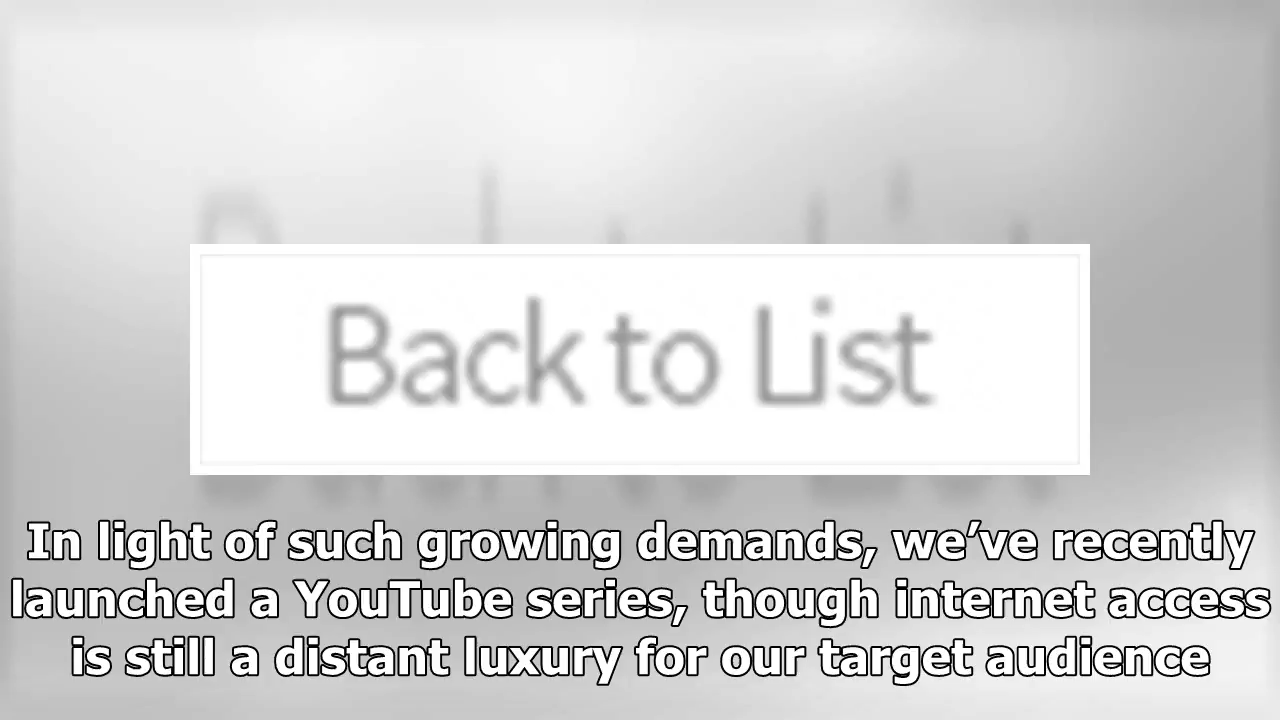 Back to List
In light of such growing demands, we’ve recently
launched a YouTube series, though internet access
is still a distant luxury for our target audience